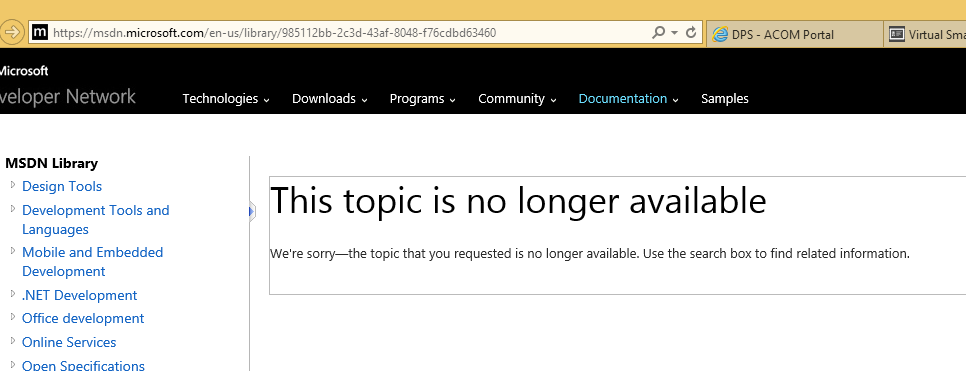 m https://msdn.microsoft.com/en-us/library/985112bb-2c3d-43af-8048-f76cdbd63460
DPS - ACOM Portal
Virtual Sma
Microsoft
veloper Network
Technologies
Downloads
Programs
Community
Documentation
Samples
MSDN Library
Design Tools
Development Tools and
Languages
Mobile and Embedded
Development
.NET Development
Office development
Online Services
Open Specifications
This topic is no longer available
We're sorry—the topic that you requested is no longer available. Use the search box to find related information.